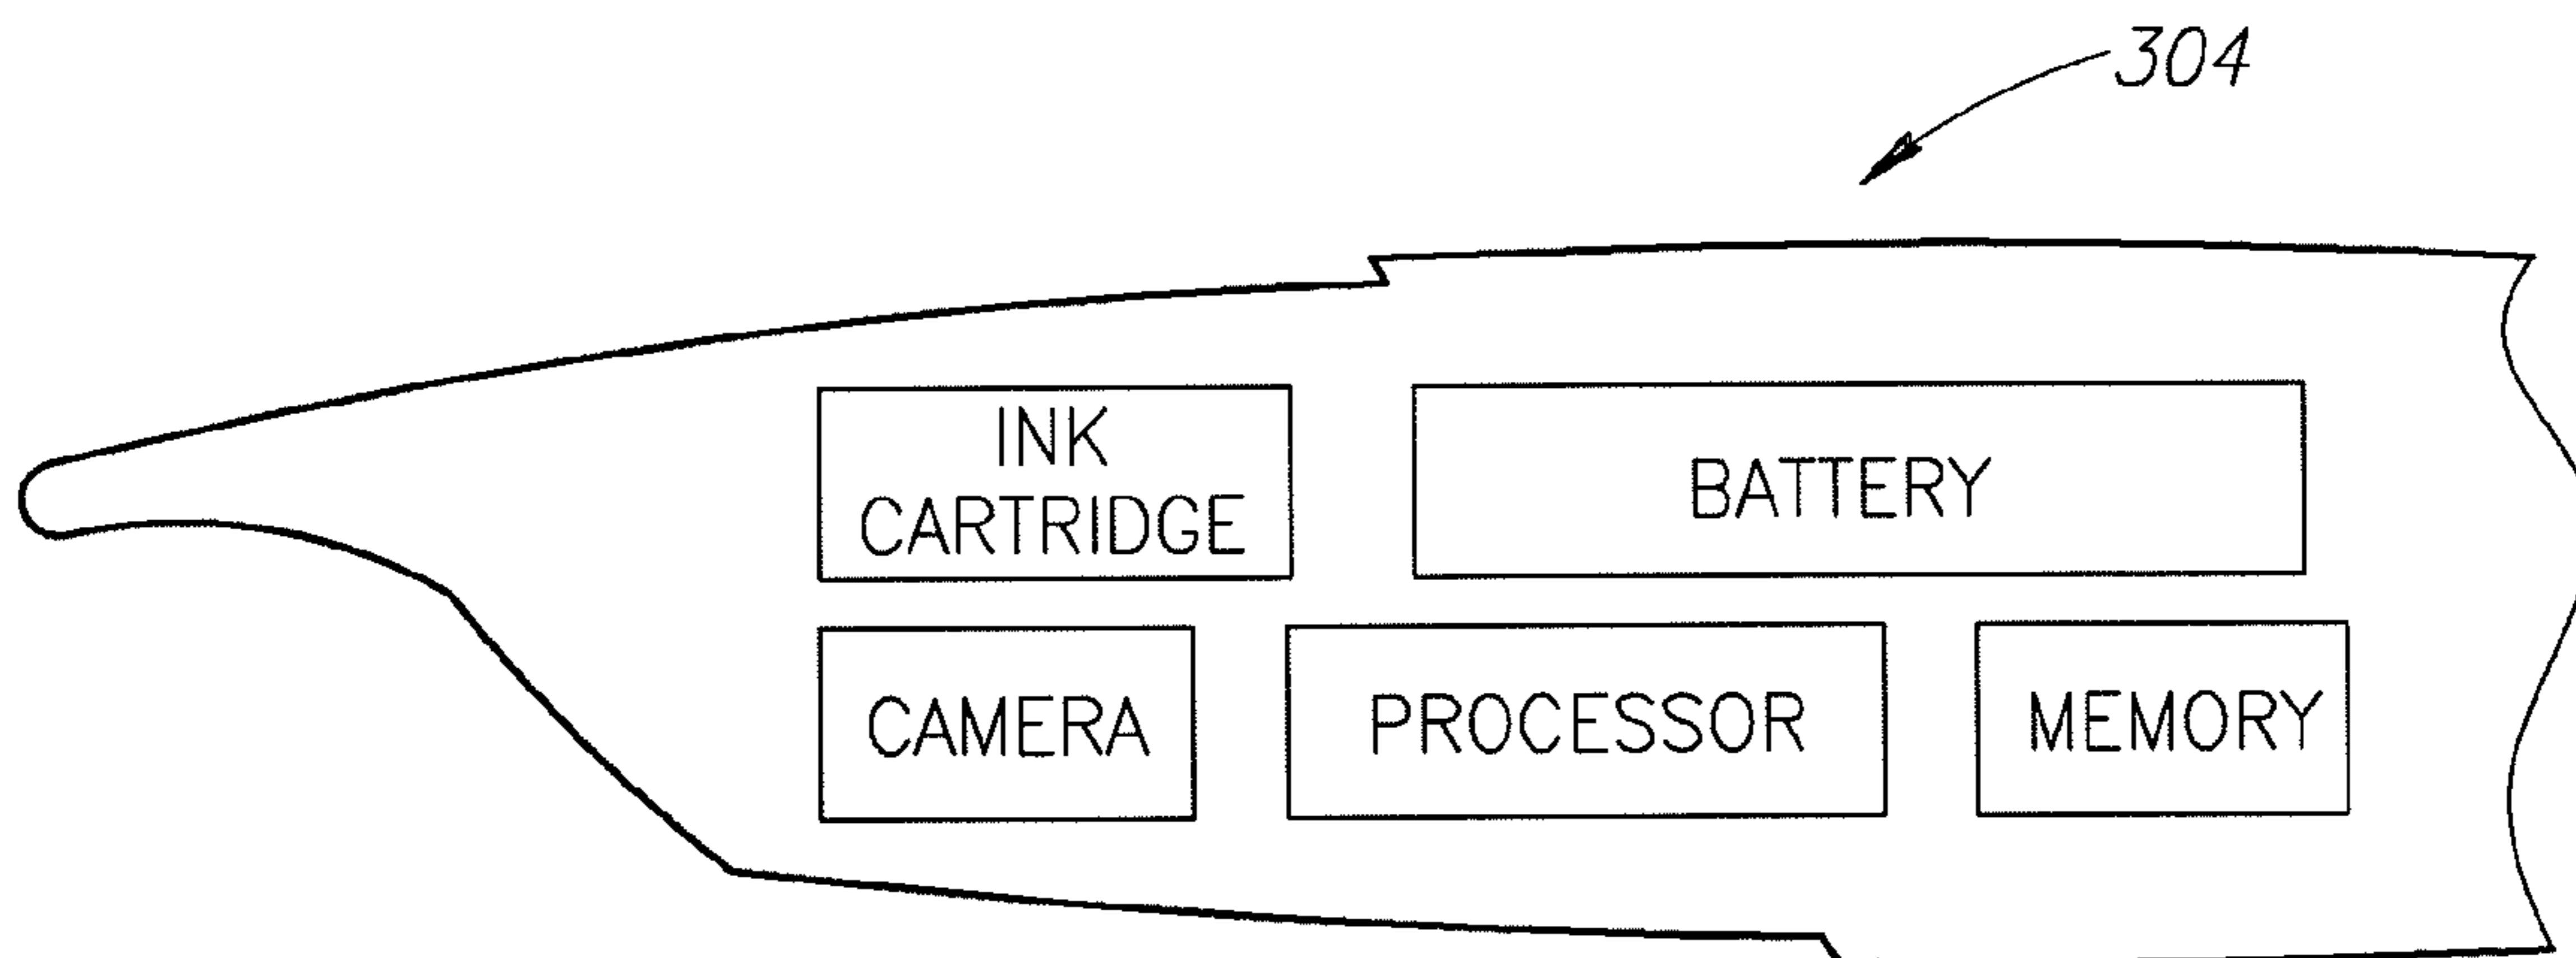 304
INK
CARTRIDGE
BATTERY
CAMERA
PROCESSOR
MEMORY